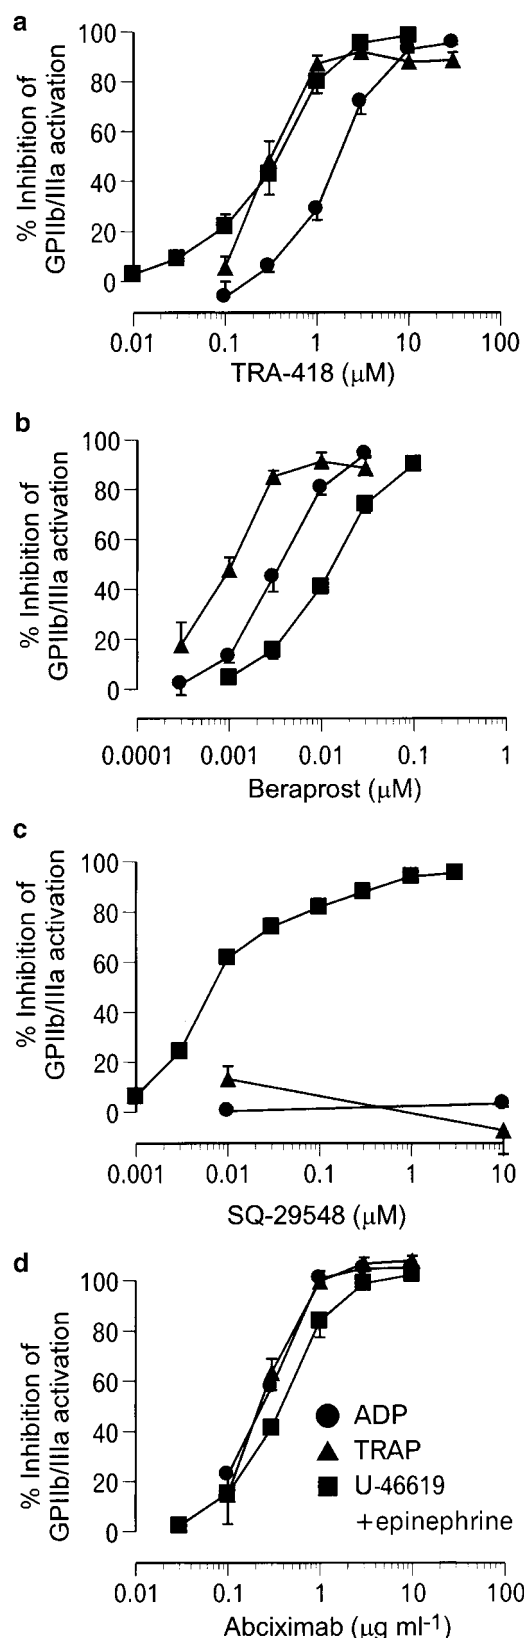 a
100
80
60
40
20
0
% Inhibition of
GPIIb/IIIa activation
0.01 0.1 1 10 100
TRA-418 (µM)
b
100
80
60
40
20
0
% Inhibition of
GPIIb/IIIa activation
0.0001 0.001 0.01 0.1 1
Beraprost (µM)
c
100
80
60
40
20
0
% Inhibition of
GPIIb/IIIa activation
0.001 0.01 0.1 1 10
SQ-29548 (µM)
d
100
80
60
40
20
0
% Inhibition of
GPIIb/IIIa activation
ADP
TRAP
U-46619
+epinephrine
0.01 0.1 1 10 100
Abciximab (µg ml-1)